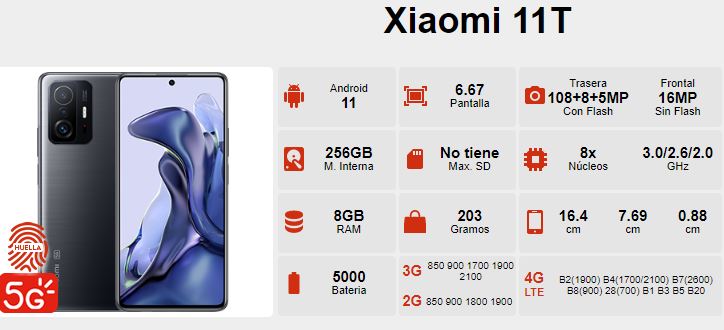 Xiaomi 11T
Android
11
6.67
Pantalla
Trasera
108+8+5MP
Con Flash
Frontal
16MP
Sin Flash
256GB
M. Interna
No tiene
Max. SD
8x
Núcleos
3.0/2.6/2.0
GHz
8GB
RAM
203
Gramos
16.4
cm
7.69
cm
0.88
cm
5000
Bateria
3G 850 900 1700 1900
2100
2G 850 900 1800 1900
4G
LTE
B2(1900) B4(1700/2100) B7(2600)
B8(900) 28(700) B1 B3 B5 B20
HUELLA
5G